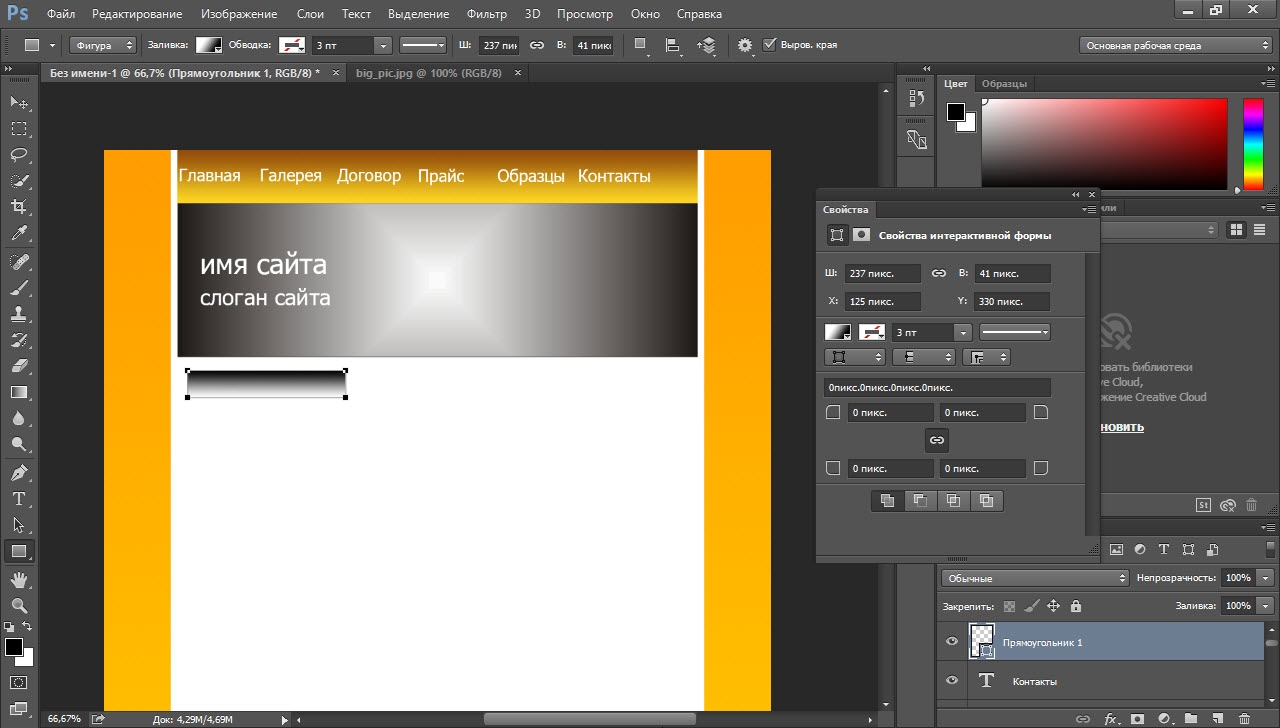 Ps Файл Редактирование Изображение Слои Текст Выделение Фильтр 3D Просмотр Окно Справка
Фигура Заливка: Обводка: 3 пт Ш: 237 пик В: 41 пикс Выров. края Основная рабочая среда
Без имени-1 @ 66,7% (Прямоугольник 1, RGB/8) * × big_pic.jpg @ 100% (RGB/8) ×
Цвет Образцы
Главная Галерея Договор Прайс Образцы Контакты
имя сайта
слоган сайта
Свойства
или
Свойства интерактивной формы
Ш: 237 пикс. В: 41 пикс.
X: 125 пикс. Y: 330 пикс.
3 пт
0пикс.0пикс.0пикс.0пикс.
0 пикс. 0 пикс.
0 пикс. 0 пикс.
овать библиотеки
ve Cloud,
жение Creative Cloud
новить
St
T
Обычные Непрозрачность: 100%
Закрепить: Заливка: 100%
Прямоугольник 1
T Контакты
fx
66,67% Док: 4,29M/4,69M